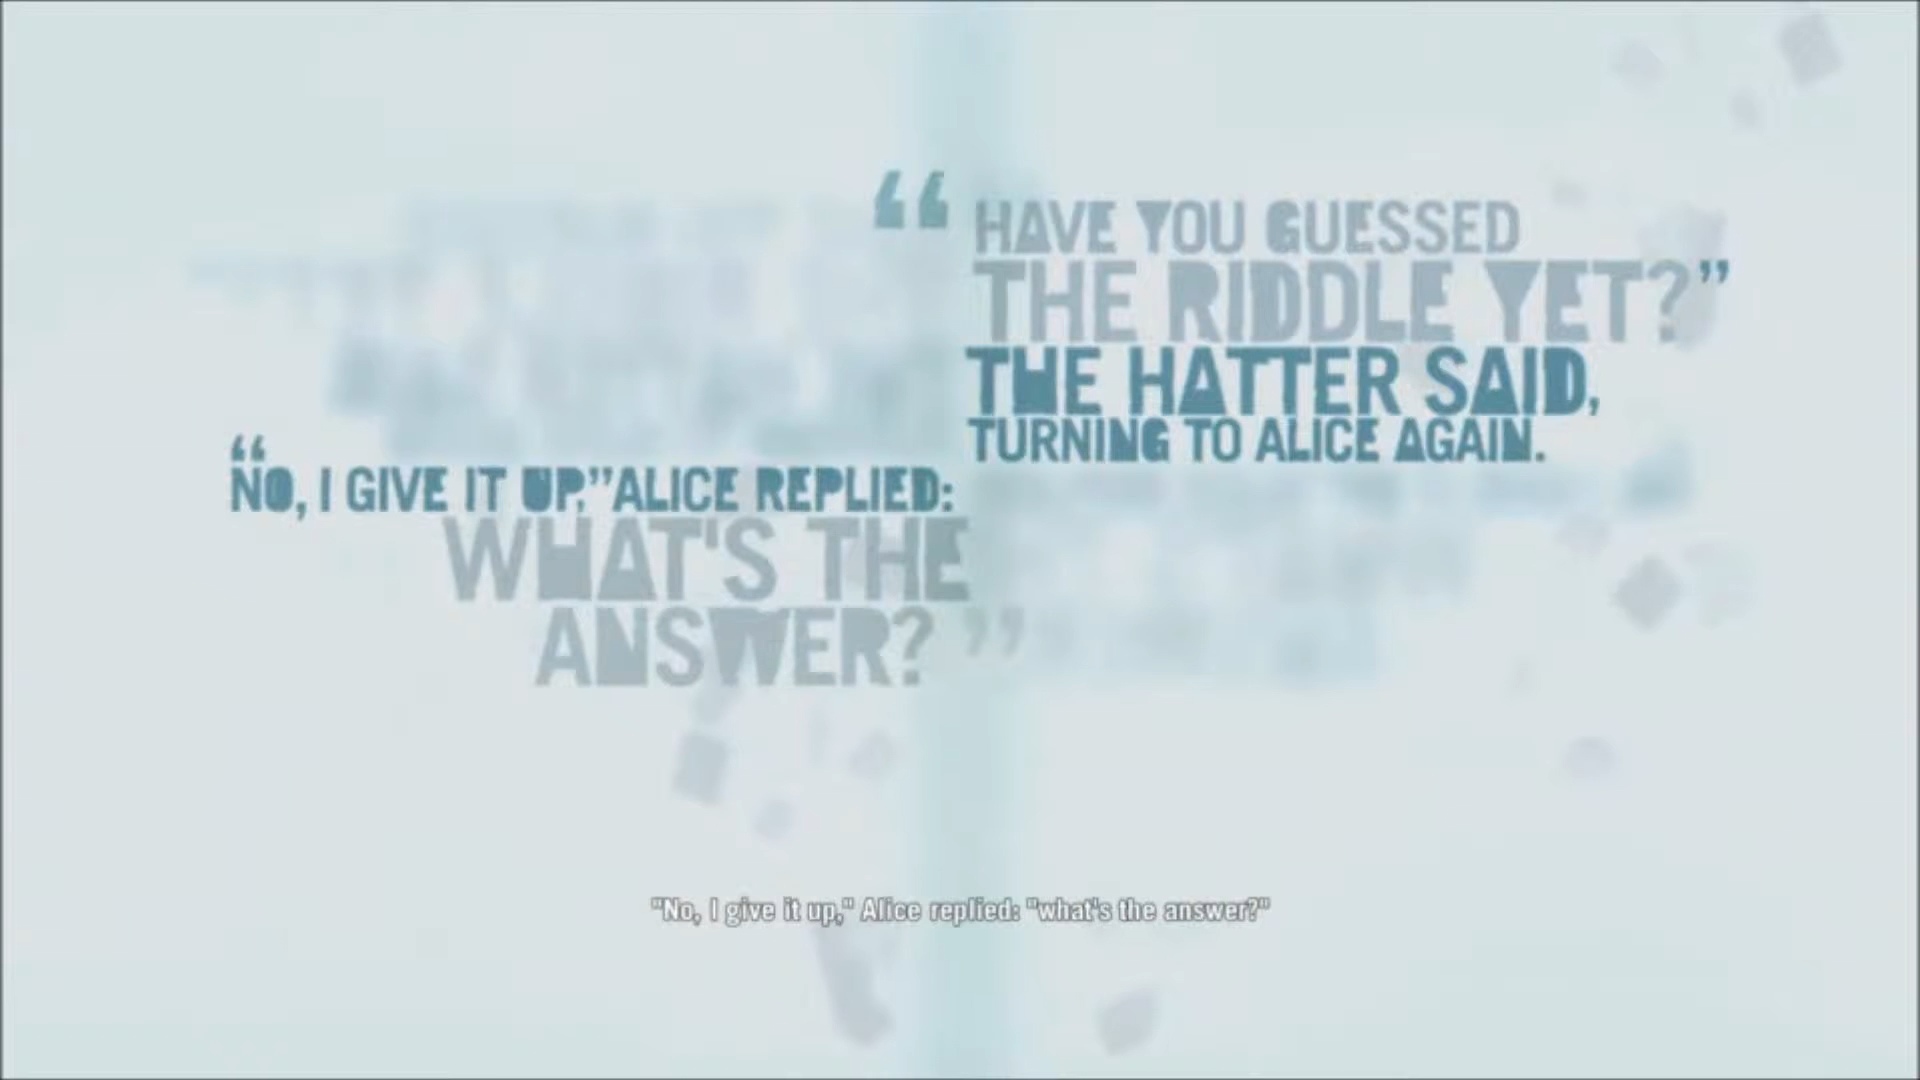 “ HAVE YOU GUESSED
THE RIDDLE YET?”
THE HATTER SAID,
TURNING TO ALICE AGAIN.
“NO, I GIVE IT UP,”ALICE REPLIED:
WHAT'S THE
ANSWER? ”
"No, I give it up," Alice replied: "what's the answer?"